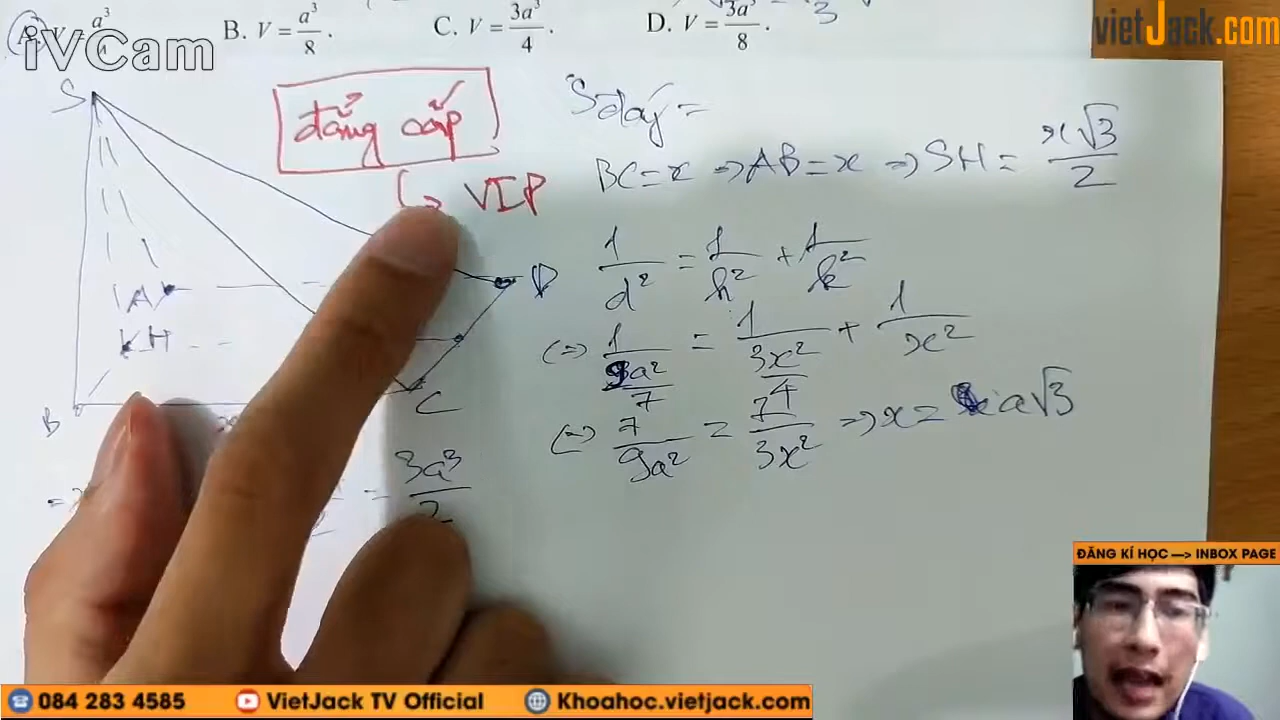 B. V = a³/8. C. V = 3a³/4. D. V = 3a³/8.
iVCam
vietJack.com
S
đẳng cấp
↳ VIP
Sđáy =
BC = x ⇒ AB = x ⇒ SH = x√3/2
1/d² = 1/h² + 1/k²
(⇒) 1/(9a²/7) = 1/(3x²/4) + 1/x²
(⇒) 7/9a² = 7/3x² ⇒ x = a√3
A
D
H
B
C
= 3a³/2
ĐĂNG KÍ HỌC —> INBOX PAGE
084 283 4585 VietJack TV Official Khoahoc.vietjack.com